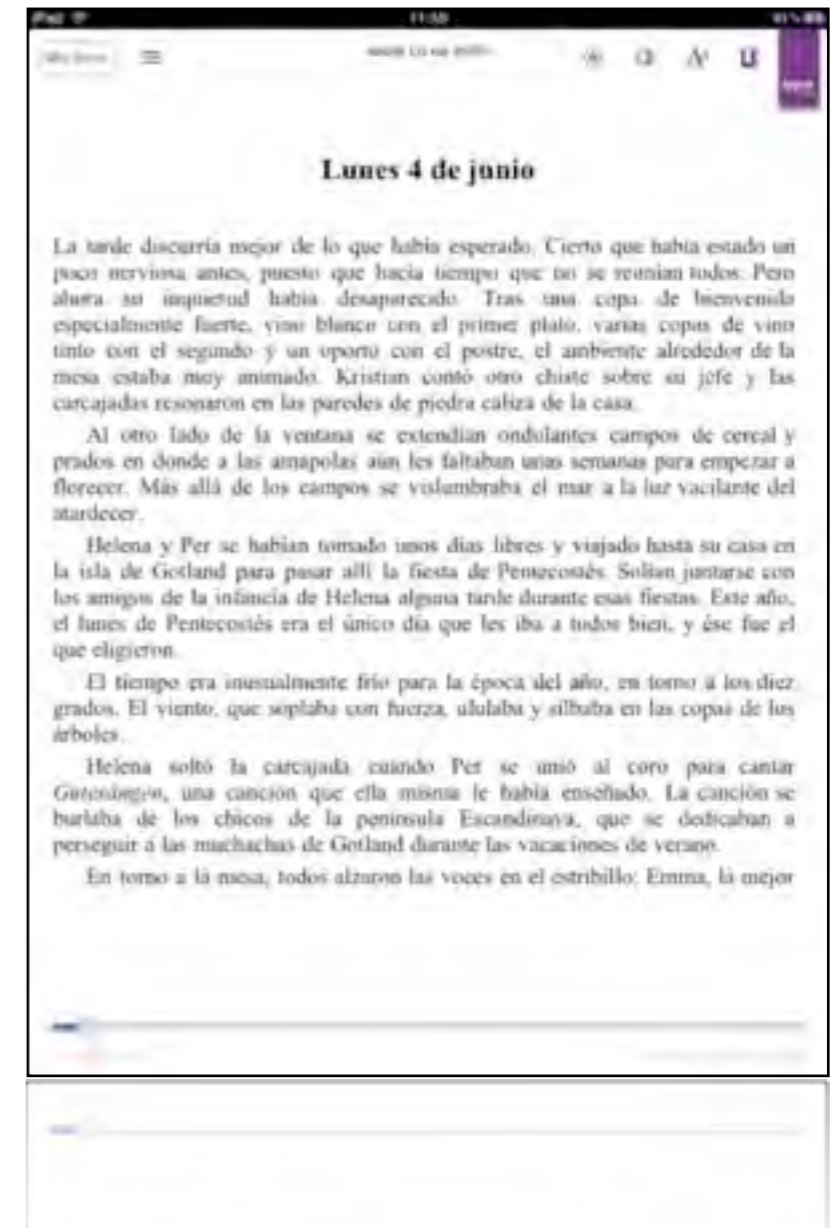 iPad
11:50
Lunes 4 de junio
La tarde discurría mejor de lo que había esperado. Cierto que había estado un
poco nerviosa antes, puesto que hacía tiempo que no se reunían todos. Pero
ahora su inquietud había desaparecido. Tras una copa de bienvenida
especialmente fuerte, vino blanco con el primer plato, varias copas de vino
tinto con el segundo y un oporto con el postre, el ambiente alrededor de la
mesa estaba muy animado. Kristian contó otro chiste sobre su jefe y las
carcajadas resonaron en las paredes de piedra caliza de la casa.
Al otro lado de la ventana se extendían ondulantes campos de cereal y
prados en donde a las amapolas aún les faltaban unas semanas para empezar a
florecer. Más allá de los campos se vislumbraba el mar a la luz vacilante del
atardecer.
Helena y Per se habían tomado unos días libres y viajado hasta su casa en
la isla de Gotland para pasar allí la fiesta de Pentecostés. Solían juntarse con
los amigos de la infancia de Helena alguna tarde durante esas fiestas. Este año,
el lunes de Pentecostés era el único día que les iba a todos bien, y ése fue el
que eligieron.
El tiempo era inusualmente frío para la época del año, en torno a los diez
grados. El viento, que soplaba con fuerza, ululaba y silbaba en las copas de los
árboles.
Helena soltó la carcajada cuando Per se unió al coro para cantar
una canción que ella misma le había enseñado. La canción se
burlaba de los chicos de la península Escandinava, que se dedicaban a
perseguir a las muchachas de Gotland durante las vacaciones de verano.
En torno a la mesa, todos alzaron las voces en el estribillo: Emma, la mejor